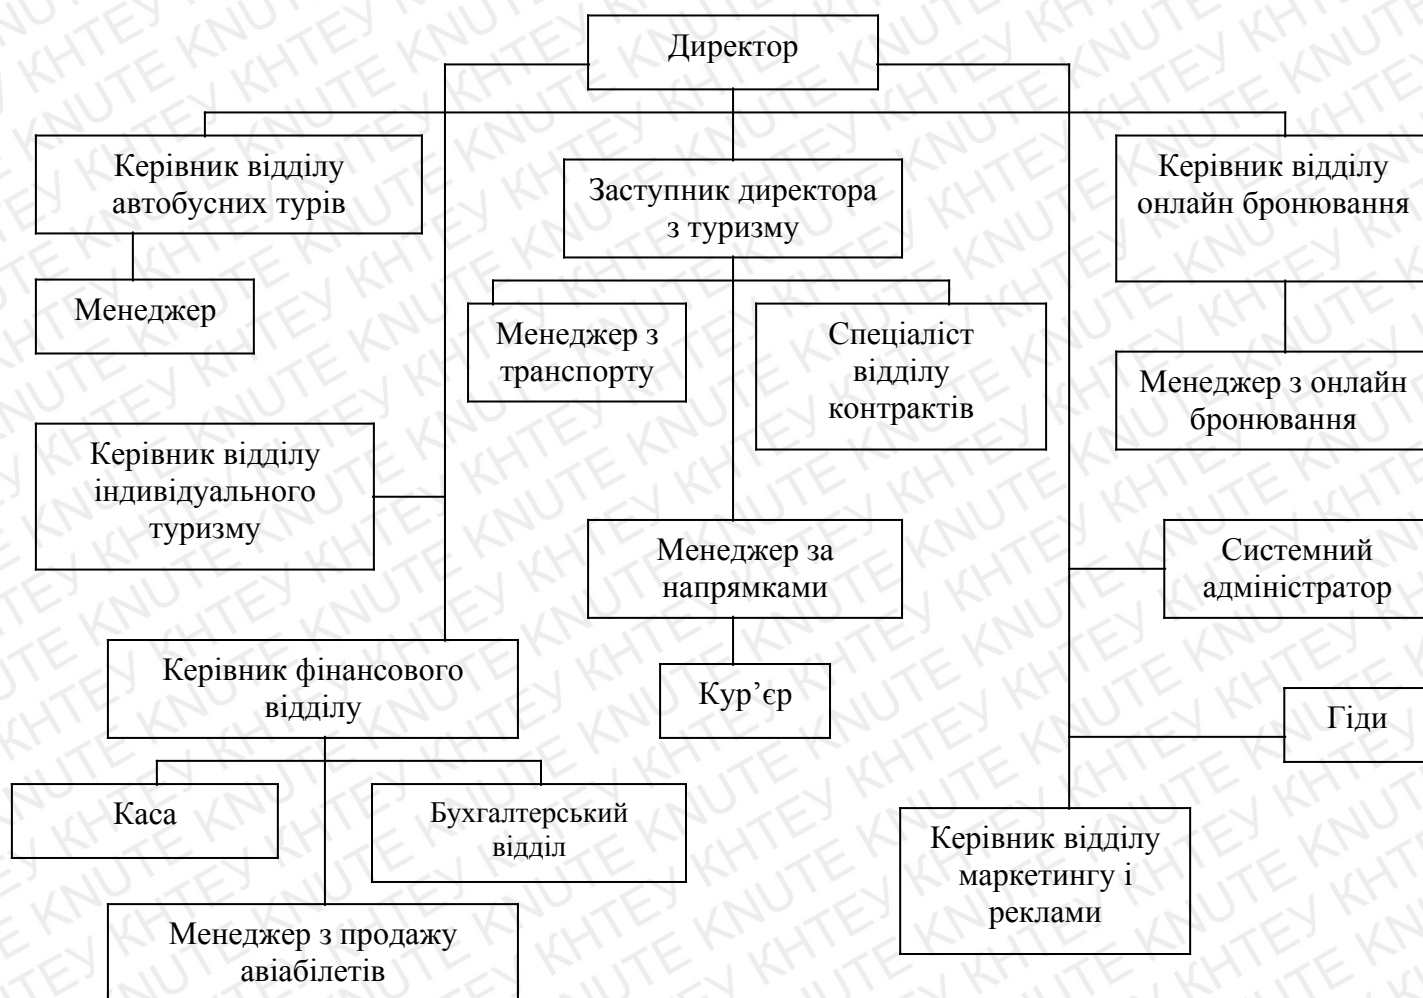 Директор
Керівник відділу
автобусних турів
Заступник директора
з туризму
Керівник відділу
онлайн бронювання
Менеджер
Менеджер з
транспорту
Спеціаліст
відділу
контрактів
Менеджер з онлайн
бронювання
Керівник відділу
індивідуального
туризму
Менеджер за
напрямками
Системний
адміністратор
Керівник фінансового
відділу
Кур’єр
Гіди
Каса
Бухгалтерський
відділ
Керівник відділу
маркетингу і
реклами
Менеджер з продажу
авіабілетів